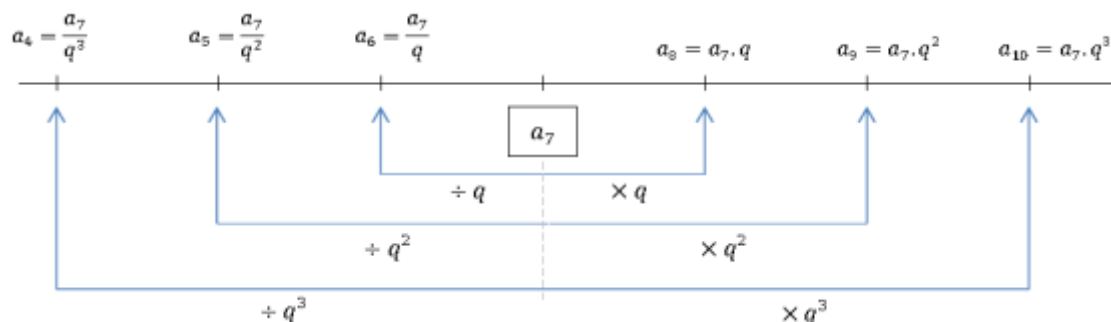 a₄ = a₇/q³ a₅ = a₇/q² a₆ = a₇/q a₈ = a₇.q a₉ = a₇.q² a₁₀ = a₇.q³
a₇
÷ q × q
÷ q² × q²
÷ q³ × q³